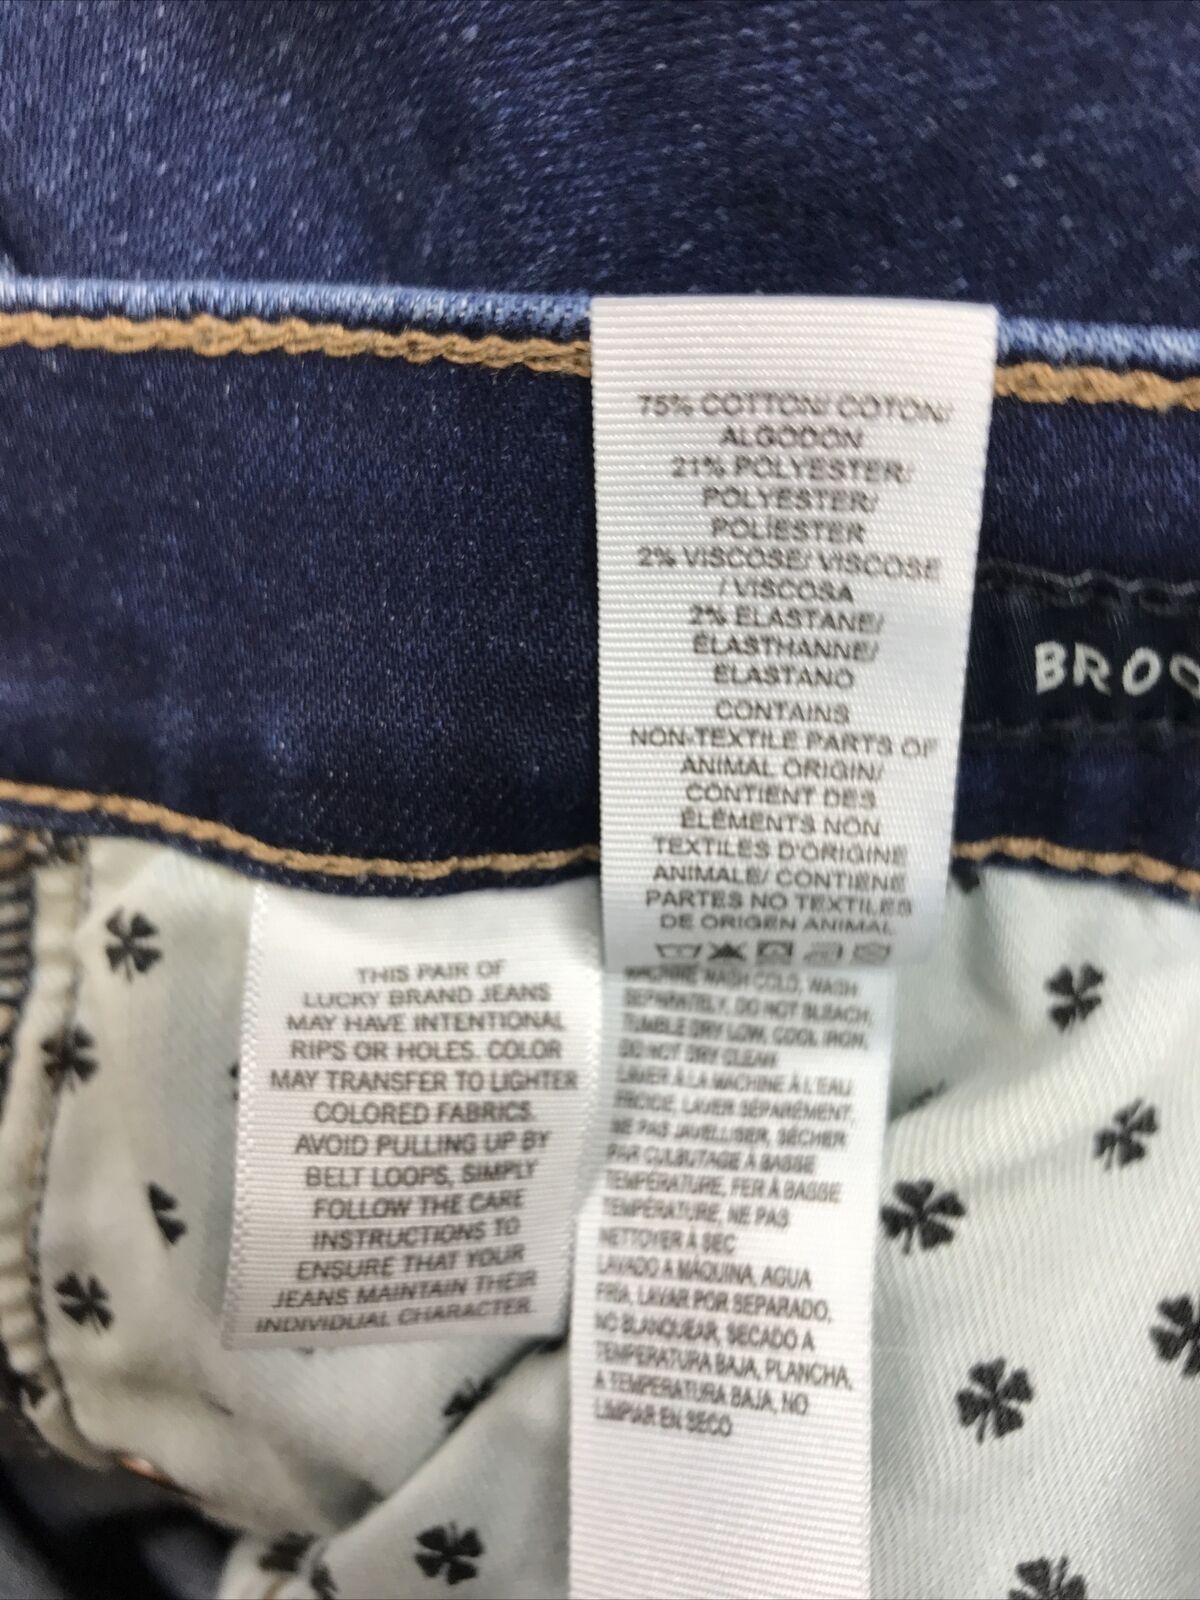 75% COTTON/ COTON/
ALGODON
21% POLYESTER/
POLYESTER/
POLIESTER
2% VISCOSE/ VISCOSE
/ VISCOSA
2% ELASTANE/
ÉLASTHANNE/
ELASTANO
CONTAINS
NON-TEXTILE PARTS OF
ANIMAL ORIGIN/
CONTIENT DES
ÉLÉMENTS NON
TEXTILES D'ORIGINE
ANIMALE/ CONTIENE
PARTES NO TEXTILES
DE ORIGEN ANIMAL
MACHINE WASH COLD, WASH
SEPARATELY, DO NOT BLEACH,
TUMBLE DRY LOW, COOL IRON,
DO NOT DRY CLEAN
LAVER À LA MACHINE À L'EAU
FROIDE, LAVER SÉPARÉMENT,
NE PAS JAVELLISER, SÉCHER
PAR CULBUTAGE À BASSE
TEMPÉRATURE, FER À BASSE
TEMPÉRATURE, NE PAS
NETTOYER À SEC
LAVADO A MÁQUINA, AGUA
FRIA, LAVAR POR SEPARADO,
NO BLANQUEAR, SECADO A
TEMPERATURA BAJA, PLANCHA,
A TEMPERATURA BAJA, NO
LIMPIAR EN SECO
THIS PAIR OF
LUCKY BRAND JEANS
MAY HAVE INTENTIONAL
RIPS OR HOLES. COLOR
MAY TRANSFER TO LIGHTER
COLORED FABRICS.
AVOID PULLING UP BY
BELT LOOPS, SIMPLY
FOLLOW THE CARE
INSTRUCTIONS TO
ENSURE THAT YOUR
JEANS MAINTAIN THEIR
INDIVIDUAL CHARACTER.
BROO